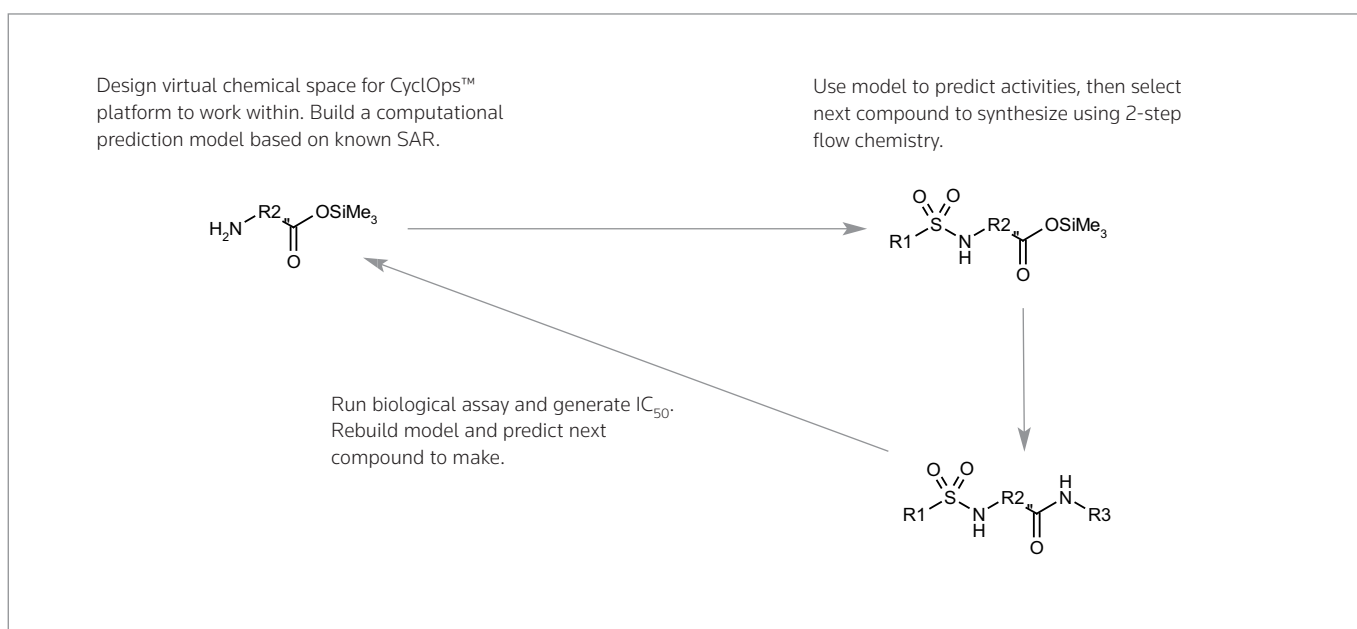 Design virtual chemical space for CyclOps™
platform to work within. Build a computational
prediction model based on known SAR.
Use model to predict activities, then select
next compound to synthesize using 2-step
flow chemistry.
H₂N
R2
"
OSiMe₃
O
O
O
S
R1
N
H
R2
"
OSiMe₃
O
Run biological assay and generate IC₅₀.
Rebuild model and predict next
compound to make.
O
O
S
R1
N
H
R2
"
O
H
N
R3